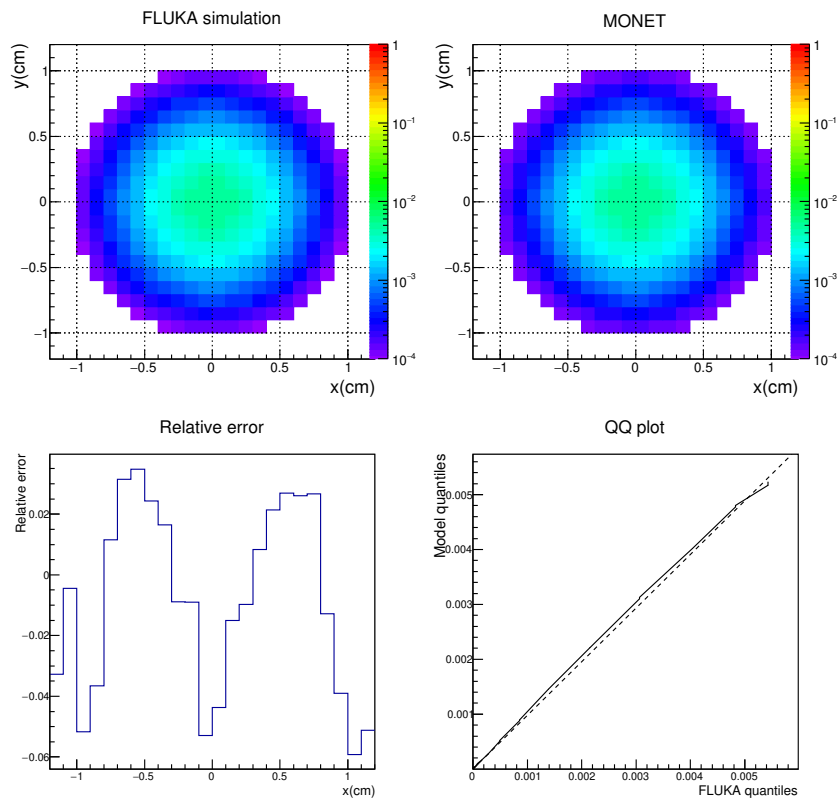 FLUKA simulation
y(cm)
1
0.5
0
−0.5
−1
−1 −0.5 0 0.5 1
x(cm)
1
10⁻¹
10⁻²
10⁻³
10⁻⁴
MONET
y(cm)
1
0.5
0
−0.5
−1
−1 −0.5 0 0.5 1
x(cm)
1
10⁻¹
10⁻²
10⁻³
10⁻⁴
Relative error
Relative error
0.02
0
−0.02
−0.04
−0.06
−1 −0.5 0 0.5 1
x(cm)
QQ plot
Model quantiles
0.005
0.004
0.003
0.002
0.001
0 0.001 0.002 0.003 0.004 0.005
FLUKA quantiles